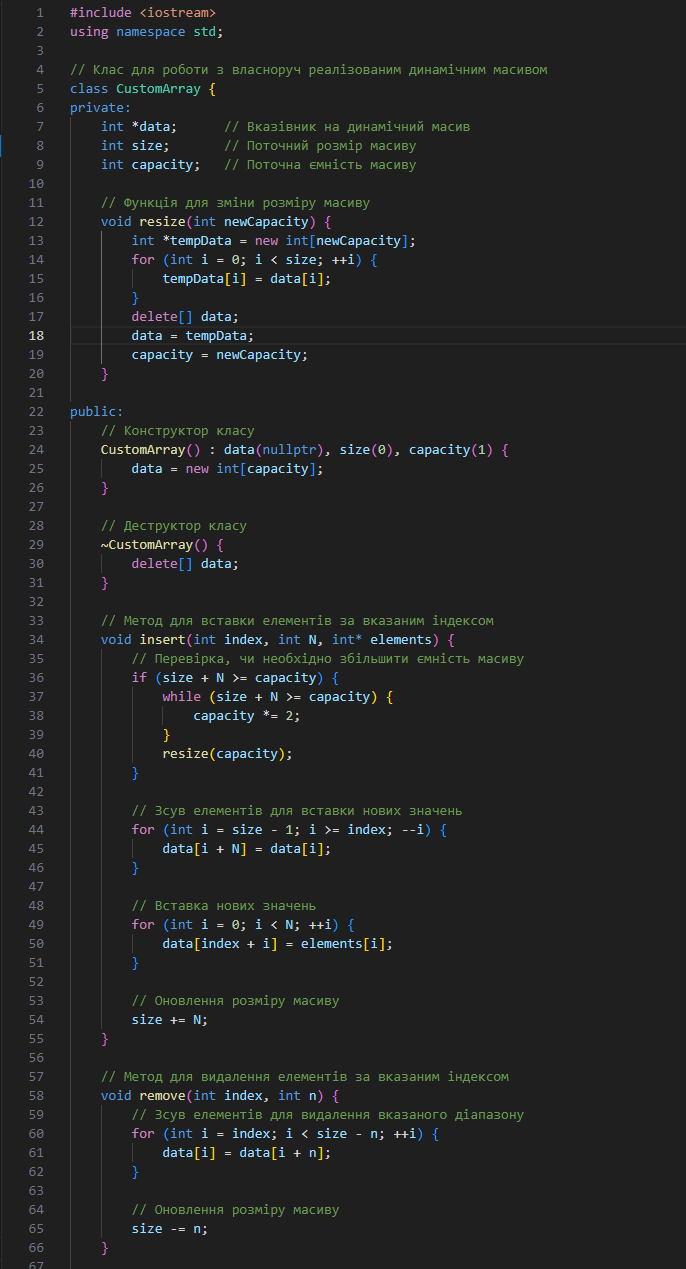 1 #include <iostream>
2 using namespace std;
3
4 // Клас для роботи з власноруч реалізованим динамічним масивом
5 class CustomArray {
6 private:
7     int *data;      // Вказівник на динамічний масив
8     int size;       // Поточний розмір масиву
9     int capacity;   // Поточна ємність масиву
10
11     // Функція для зміни розміру масиву
12     void resize(int newCapacity) {
13         int *tempData = new int[newCapacity];
14         for (int i = 0; i < size; ++i) {
15             tempData[i] = data[i];
16         }
17         delete[] data;
18         data = tempData;
19         capacity = newCapacity;
20     }
21
22 public:
23     // Конструктор класу
24     CustomArray() : data(nullptr), size(0), capacity(1) {
25         data = new int[capacity];
26     }
27
28     // Деструктор класу
29     ~CustomArray() {
30         delete[] data;
31     }
32
33     // Метод для вставки елементів за вказаним індексом
34     void insert(int index, int N, int* elements) {
35         // Перевірка, чи необхідно збільшити ємність масиву
36         if (size + N >= capacity) {
37             while (size + N >= capacity) {
38                 capacity *= 2;
39             }
40             resize(capacity);
41         }
42
43         // Зсув елементів для вставки нових значень
44         for (int i = size - 1; i >= index; --i) {
45             data[i + N] = data[i];
46         }
47
48         // Вставка нових значень
49         for (int i = 0; i < N; ++i) {
50             data[index + i] = elements[i];
51         }
52
53         // Оновлення розміру масиву
54         size += N;
55     }
56
57     // Метод для видалення елементів за вказаним індексом
58     void remove(int index, int n) {
59         // Зсув елементів для видалення вказаного діапазону
60         for (int i = index; i < size - n; ++i) {
61             data[i] = data[i + n];
62         }
63
64         // Оновлення розміру масиву
65         size -= n;
66     }
67